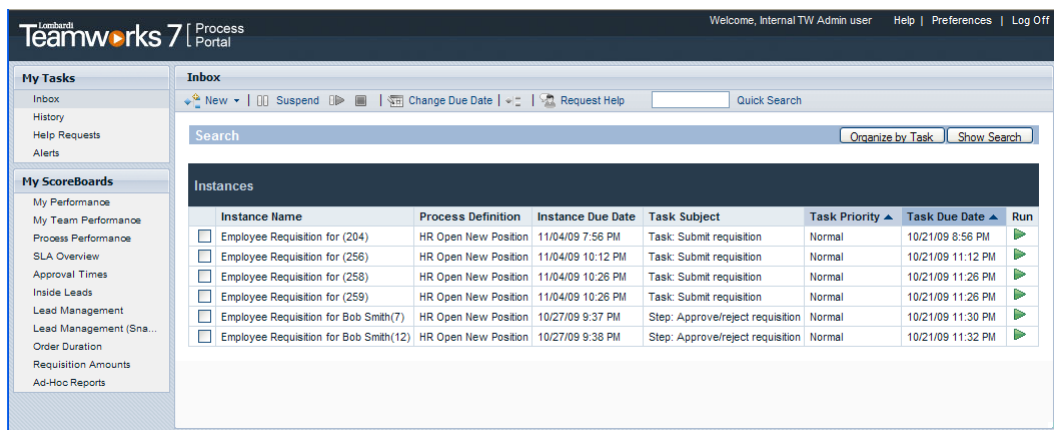 Lombardi
Teamworks 7 [ Process Portal
Welcome, Internal TW Admin user Help | Preferences | Log Off
My Tasks
Inbox
History
Help Requests
Alerts
My ScoreBoards
My Performance
My Team Performance
Process Performance
SLA Overview
Approval Times
Inside Leads
Lead Management
Lead Management (Sna...
Order Duration
Requisition Amounts
Ad-Hoc Reports
Inbox
New | Suspend | Change Due Date | Request Help Quick Search
Search Organize by Task Show Search
Instances
Instance Name Process Definition Instance Due Date Task Subject Task Priority Task Due Date Run
Employee Requisition for (204) HR Open New Position 11/04/09 7:56 PM Task: Submit requisition Normal 10/21/09 8:56 PM
Employee Requisition for (256) HR Open New Position 11/04/09 10:12 PM Task: Submit requisition Normal 10/21/09 11:12 PM
Employee Requisition for (258) HR Open New Position 11/04/09 10:26 PM Task: Submit requisition Normal 10/21/09 11:26 PM
Employee Requisition for (259) HR Open New Position 11/04/09 10:26 PM Task: Submit requisition Normal 10/21/09 11:26 PM
Employee Requisition for Bob Smith(7) HR Open New Position 10/27/09 9:37 PM Step: Approve/reject requisition Normal 10/21/09 11:30 PM
Employee Requisition for Bob Smith(12) HR Open New Position 10/27/09 9:38 PM Step: Approve/reject requisition Normal 10/21/09 11:32 PM